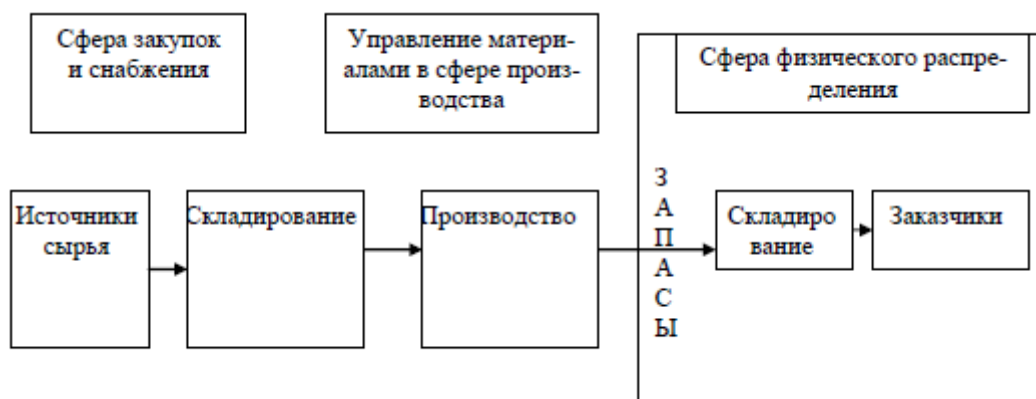 Сфера закупок
и снабжения
Управление матери-
алами в сфере произ-
водства
Сфера физического распре-
деления
Источники
сырья
Складирование
Производство
З
А
П
А
С
Ы
Складиро
вание
Заказчики